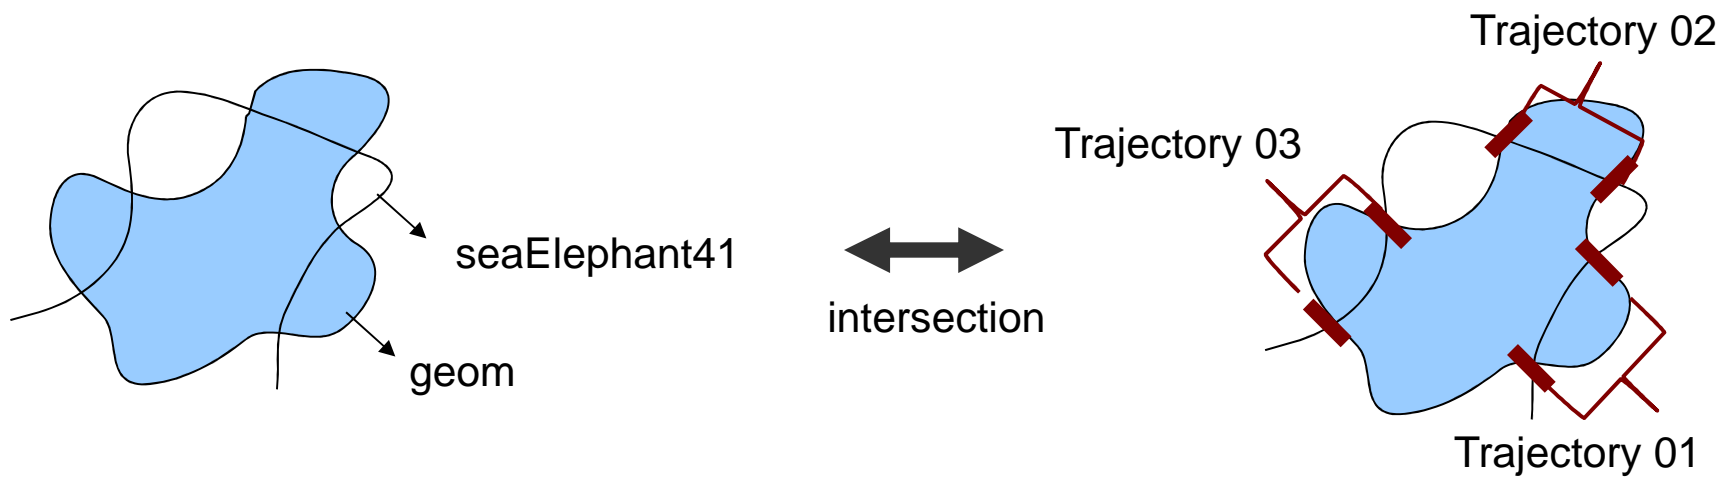 seaElephant41
geom
intersection
Trajectory 02
Trajectory 03
Trajectory 01